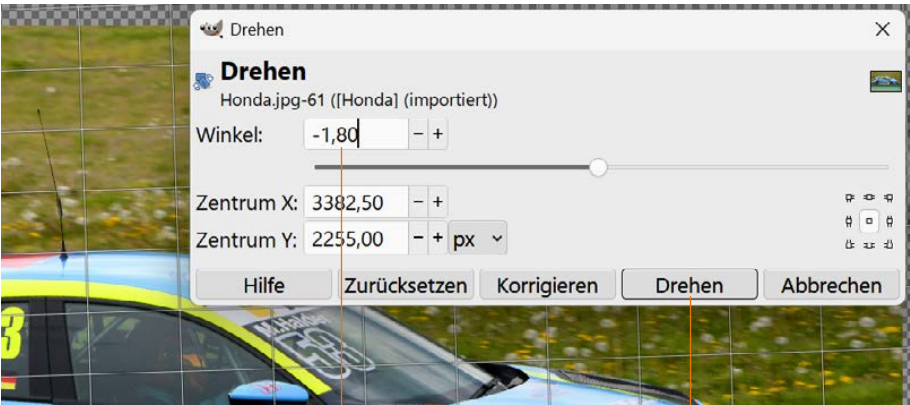 Drehen
Drehen
Honda.jpg-61 ([Honda] (importiert))
Winkel: -1,80 - +
Zentrum X: 3382,50 - +
Zentrum Y: 2255,00 - + px
Hilfe Zurücksetzen Korrigieren Drehen Abbrechen
3